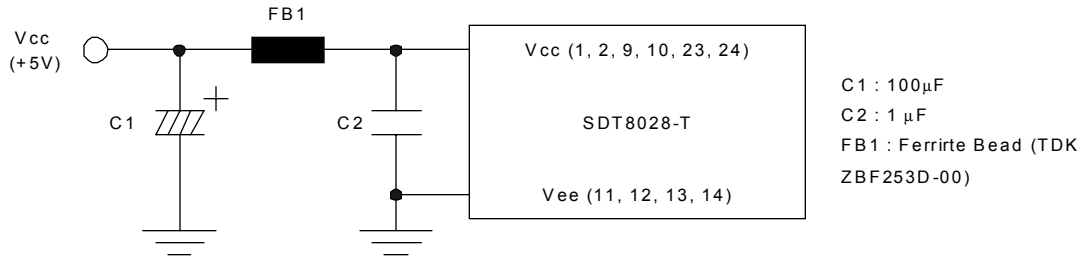 FB1
Vcc
(+5V)
C1
C2
Vcc (1, 2, 9, 10, 23, 24)
SDT8028-T
Vee (11, 12, 13, 14)
C1 : 100μF
C2 : 1 μF
FB1 : Ferrirte Bead (TDK
ZBF253D-00)